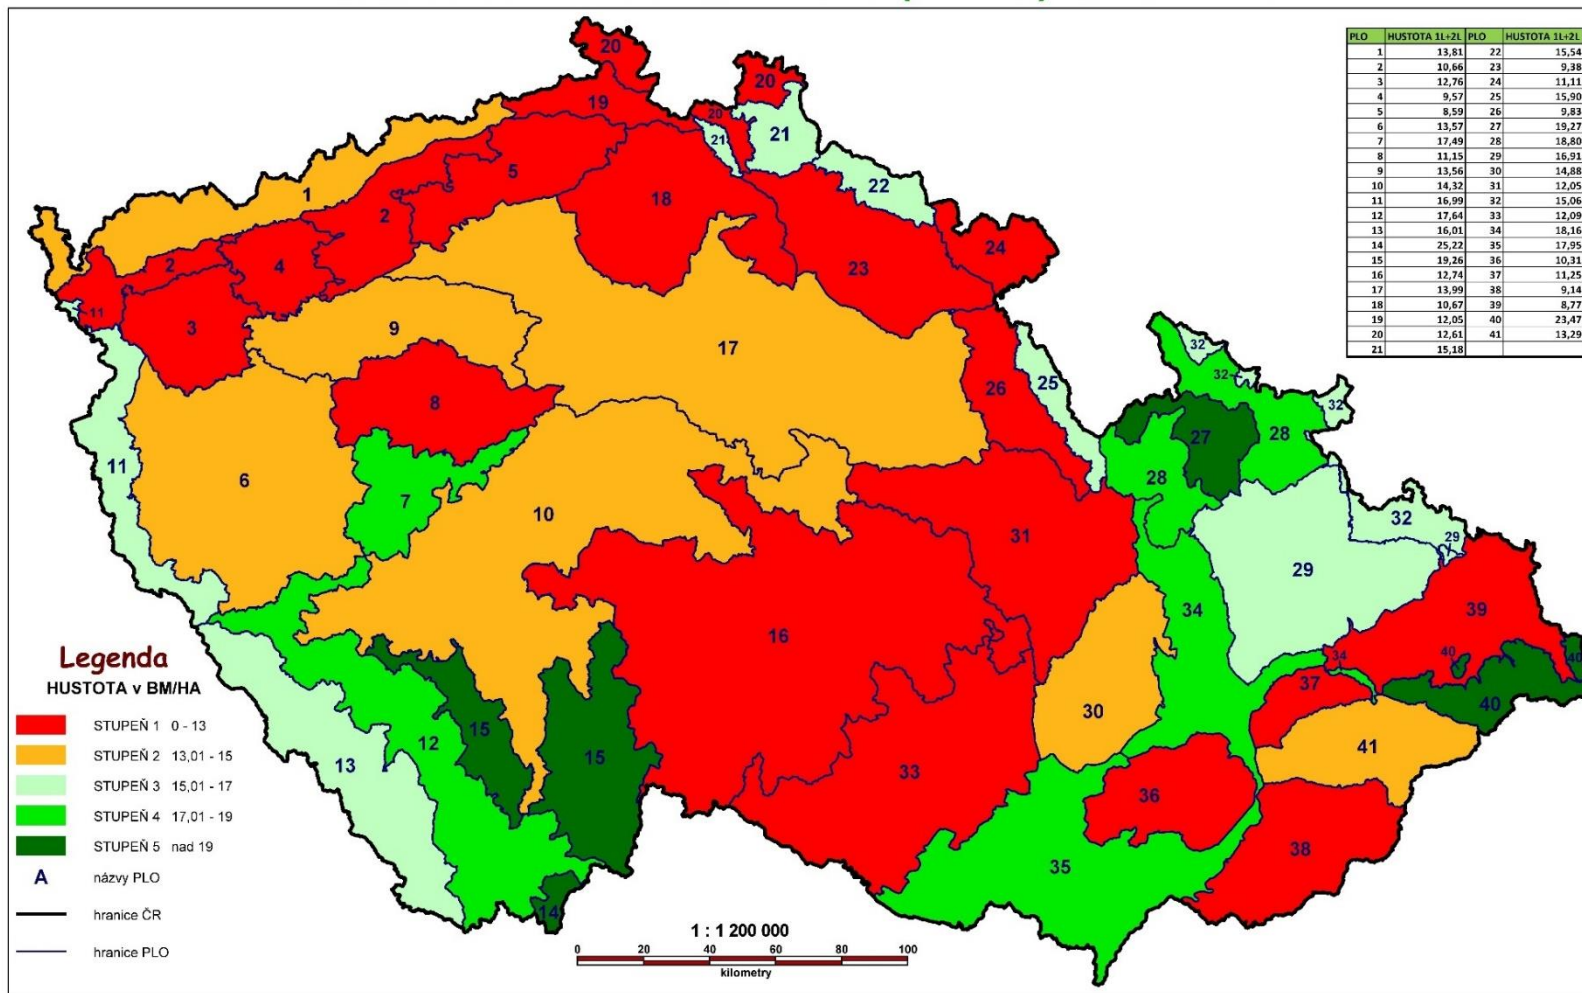 PLO HUSTOTA 1L+2L PLO HUSTOTA 1L+2L
1 13,81 22 15,54
2 10,66 23 9,38
3 12,76 24 11,11
4 9,57 25 15,90
5 8,59 26 9,83
6 13,57 27 19,27
7 17,49 28 18,80
8 11,15 29 16,91
9 13,56 30 14,88
10 14,32 31 12,05
11 16,99 32 15,06
12 17,64 33 12,09
13 16,01 34 18,16
14 25,22 35 17,95
15 19,26 36 10,31
16 12,74 37 11,25
17 13,99 38 9,14
18 10,67 39 8,77
19 12,05 40 23,47
20 12,61 41 13,29
21 15,18
20
20
19
20
21
21
5
5
22
18
1
2
24
23
2
4
11
3
9
17
32
25
32
26
8
32
27
28
11
6
28
7
10
32
31
29
29
34
39
16
34
40
40
37
40
30
15
12
41
13
15
33
36
38
35
14
Legenda
HUSTOTA v BM/HA
STUPEŇ 1 0 - 13
STUPEŇ 2 13,01 - 15
STUPEŇ 3 15,01 - 17
STUPEŇ 4 17,01 - 19
STUPEŇ 5 nad 19
A názvy PLO
hranice ČR
hranice PLO
1 : 1 200 000
0 20 40 60 80 100
kilometry